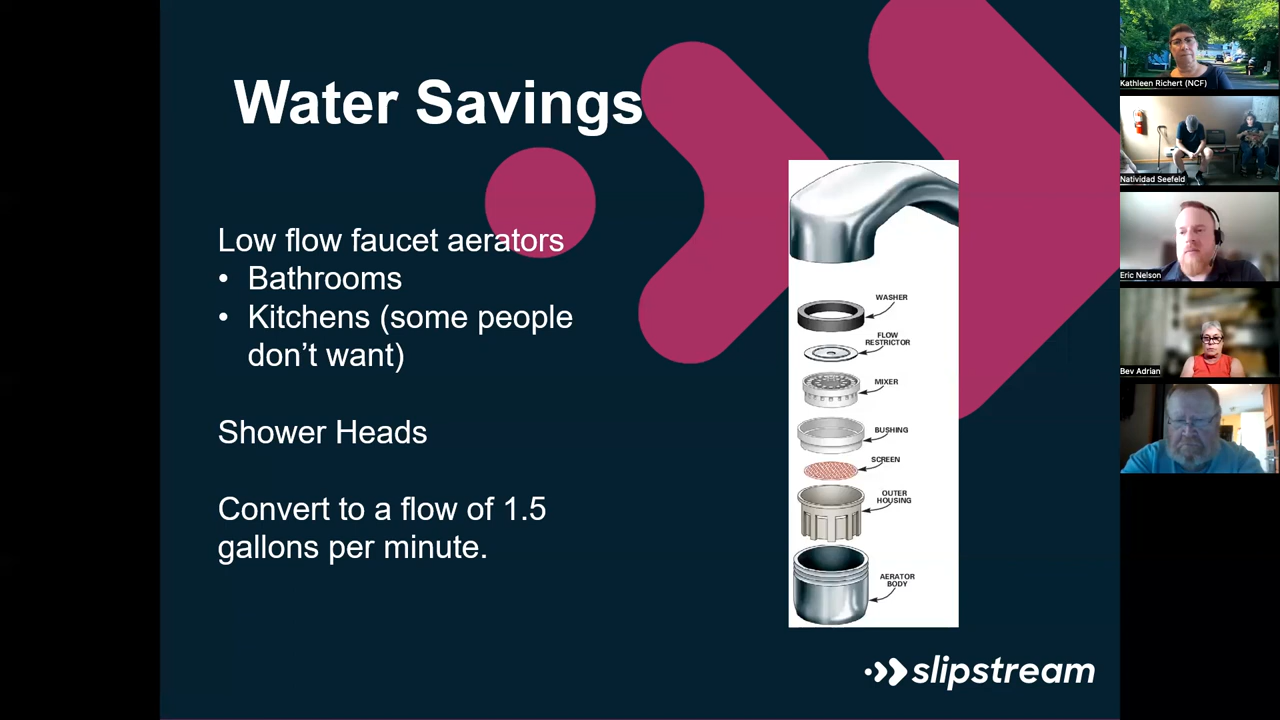 Water Savings
Low flow faucet aerators
• Bathrooms
• Kitchens (some people
don’t want)
Shower Heads
Convert to a flow of 1.5
gallons per minute.
WASHER
FLOW
RESTRICTOR
MIXER
BUSHING
SCREEN
OUTER
HOUSING
AERATOR
BODY
slipstream
Kathleen Richert (NCF)
Natividad Seefeld
Eric Nelson
Bev Adrian